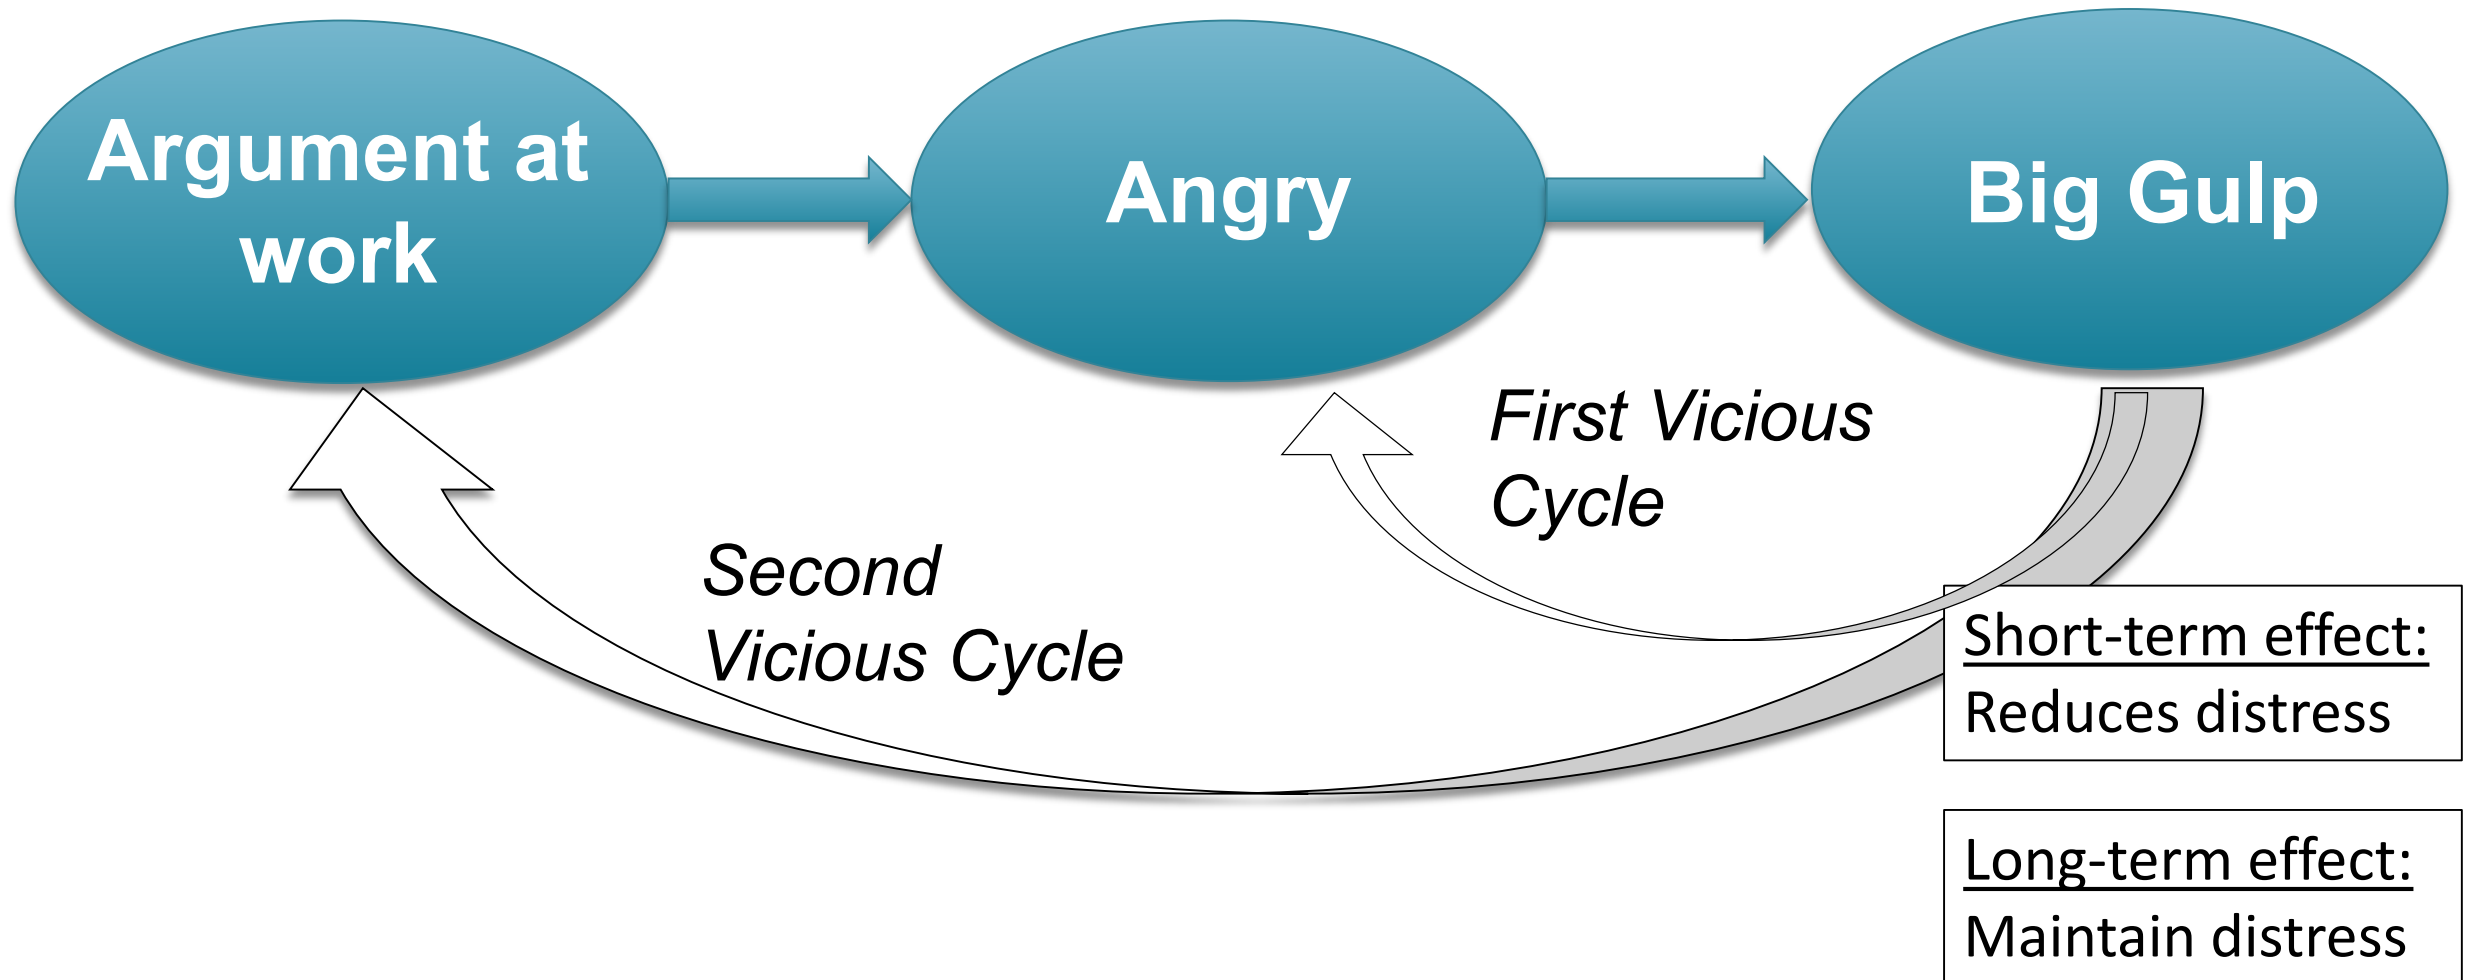 Argument at
work
Angry
Big Gulp
First Vicious
Cycle
Second
Vicious Cycle
Short-term effect:
Reduces distress
Long-term effect:
Maintain distress